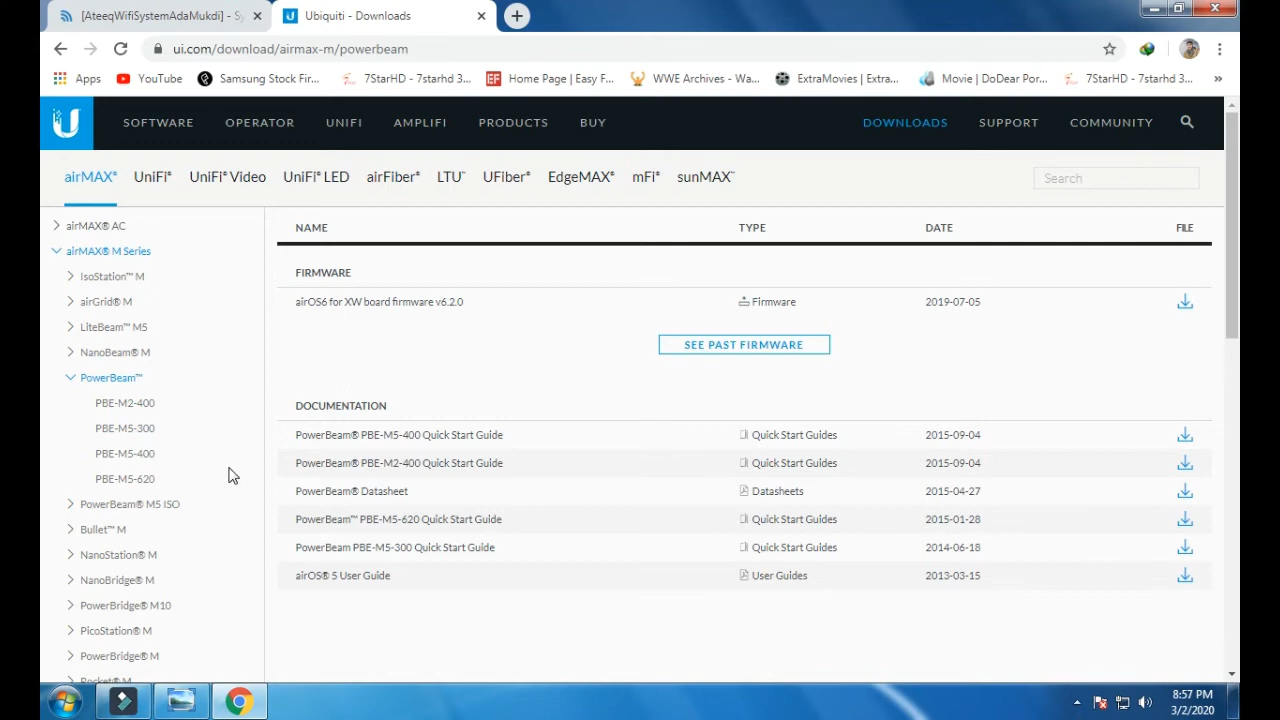 [AteeqWifiSystemAdaMukdi] - Sy
Ubiquiti - Downloads
ui.com/download/airmax-m/powerbeam
Apps
YouTube
Samsung Stock Fir...
7StarHD - 7starhd 3...
EF
Home Page | Easy F...
WWE Archives - Wa...
ExtraMovies | Extra...
Movie | DoDear Por...
7StarHD - 7starhd 3...
»
U
SOFTWARE
OPERATOR
UNIFI
AMPLIFI
PRODUCTS
BUY
DOWNLOADS
SUPPORT
COMMUNITY
airMAX®
UniFi®
UniFi® Video
UniFi® LED
airFiber®
LTU™
UFiber®
EdgeMAX®
mFi®
sunMAX™
Search
airMAX® AC
airMAX® M Series
IsoStation™ M
airGrid® M
LiteBeam™ M5
NanoBeam® M
PowerBeam™
PBE-M2-400
PBE-M5-300
PBE-M5-400
PBE-M5-620
PowerBeam® M5 ISO
Bullet™ M
NanoStation® M
NanoBridge® M
PowerBridge® M10
PicoStation® M
PowerBridge® M
Rocket® M
NAME TYPE DATE FILE
FIRMWARE
airOS6 for XW board firmware v6.2.0 Firmware 2019-07-05
SEE PAST FIRMWARE
DOCUMENTATION
PowerBeam® PBE-M5-400 Quick Start Guide Quick Start Guides 2015-09-04
PowerBeam® PBE-M2-400 Quick Start Guide Quick Start Guides 2015-09-04
PowerBeam® Datasheet Datasheets 2015-04-27
PowerBeam™ PBE-M5-620 Quick Start Guide Quick Start Guides 2015-01-28
PowerBeam PBE-M5-300 Quick Start Guide Quick Start Guides 2014-06-18
airOS® 5 User Guide User Guides 2013-03-15
8:57 PM
3/2/2020